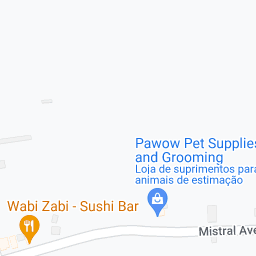 Pawow Pet Supplies
and Grooming
Loja de suprimentos para
animais de estimação
Wabi Zabi - Sushi Bar
Mistral Ave